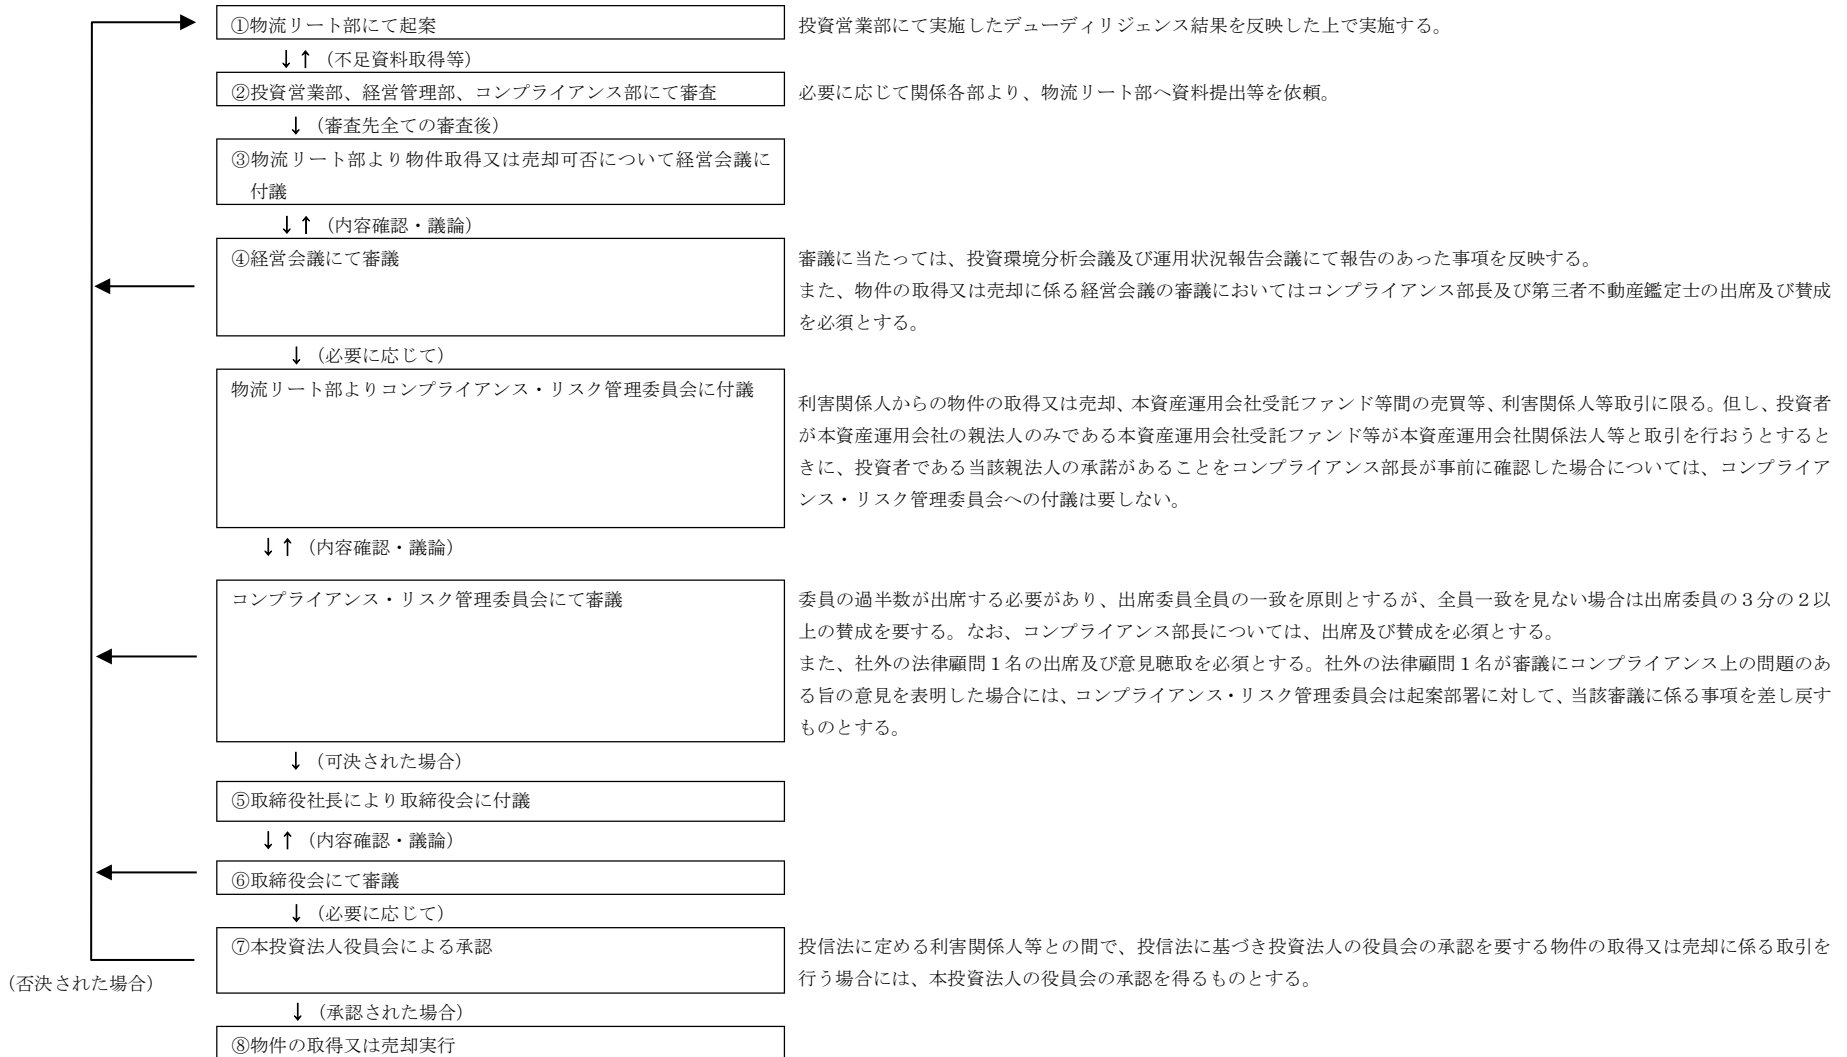 ①物流リート部にて起案
投資営業部にて実施したデューディリジェンス結果を反映した上で実施する。
↓↑（不足資料取得等）
②投資営業部、経営管理部、コンプライアンス部にて審査
必要に応じて関係各部より、物流リート部へ資料提出等を依頼。
↓（審査先全ての審査後）
③物流リート部より物件取得又は売却可否について経営会議に
付議
↓↑（内容確認・議論）
④経営会議にて審議
審議に当たっては、投資環境分析会議及び運用状況報告会議にて報告のあった事項を反映する。
また、物件の取得又は売却に係る経営会議の審議においてはコンプライアンス部長及び第三者不動産鑑定士の出席及び賛成
を必須とする。
↓（必要に応じて）
物流リート部よりコンプライアンス・リスク管理委員会に付議
利害関係人からの物件の取得又は売却、本資産運用会社受託ファンド等間の売買等、利害関係人等取引に限る。但し、投資者
が本資産運用会社の親法人のみである本資産運用会社受託ファンド等が本資産運用会社関係法人等と取引を行おうとすると
きに、投資者である当該親法人の承諾があることをコンプライアンス部長が事前に確認した場合については、コンプライア
ンス・リスク管理委員会への付議は要しない。
↓↑（内容確認・議論）
コンプライアンス・リスク管理委員会にて審議
委員の過半数が出席する必要があり、出席委員全員の一致を原則とするが、全員一致を見ない場合は出席委員の３分の２以
上の賛成を要する。なお、コンプライアンス部長については、出席及び賛成を必須とする。
また、社外の法律顧問１名の出席及び意見聴取を必須とする。社外の法律顧問１名が審議にコンプライアンス上の問題のあ
る旨の意見を表明した場合には、コンプライアンス・リスク管理委員会は起案部署に対して、当該審議に係る事項を差し戻す
ものとする。
↓（可決された場合）
⑤取締役社長により取締役会に付議
↓↑（内容確認・議論）
⑥取締役会にて審議
↓（必要に応じて）
⑦本投資法人役員会による承認
投信法に定める利害関係人等との間で、投信法に基づき投資法人の役員会の承認を要する物件の取得又は売却に係る取引を
行う場合には、本投資法人の役員会の承認を得るものとする。
（否決された場合）
↓（承認された場合）
⑧物件の取得又は売却実行